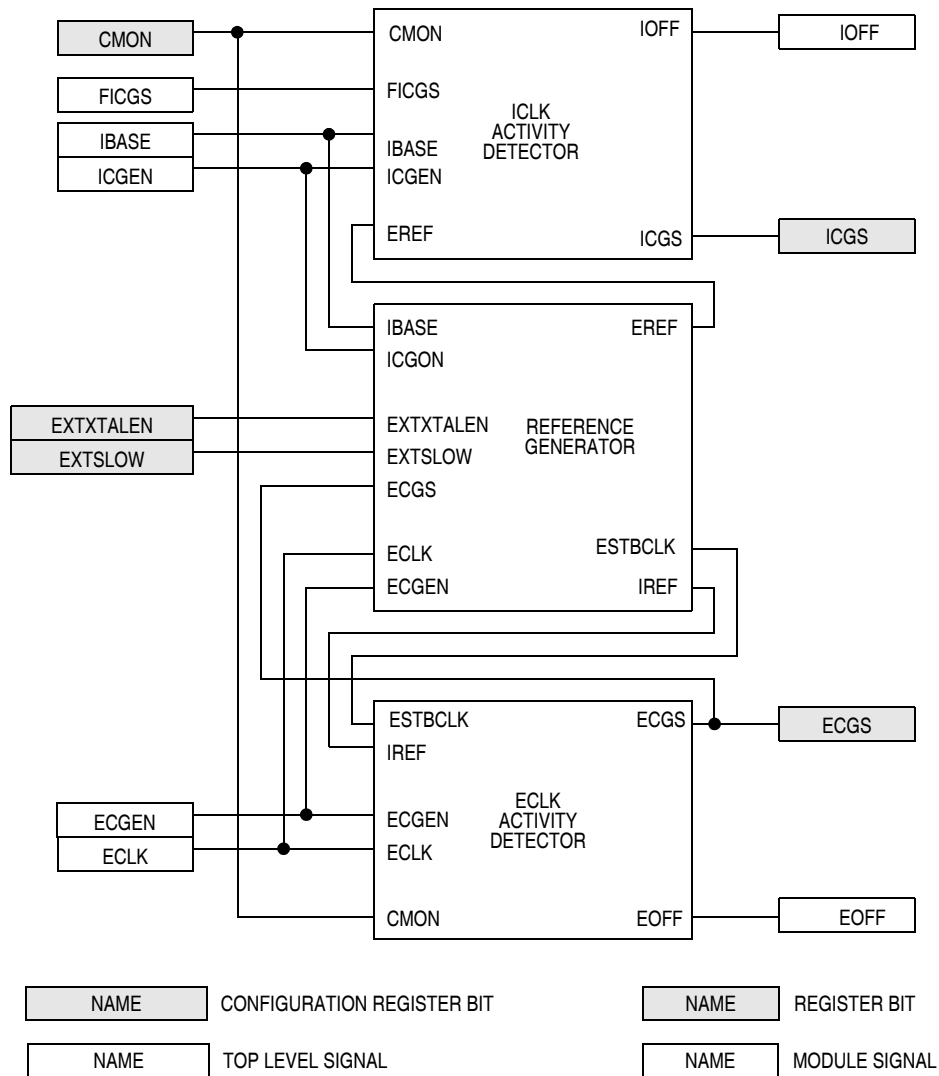 CMON
FICGS
IBASE
ICGEN
CMON
FICGS
IBASE
ICGEN
EREF
ICLK
ACTIVITY
DETECTOR
IOFF
ICGS
IOFF
ICGS
IBASE
ICGON
EXTXTALEN
EXTSLOW
ECGS
ECLK
ECGEN
REFERENCE
GENERATOR
EREF
ESTBCLK
IREF
EXTXTALEN
EXTSLOW
ESTBCLK
IREF
ECGEN
ECLK
CMON
ECLK
ACTIVITY
DETECTOR
ECGS
EOFF
ECGS
EOFF
ECGEN
ECLK
NAME CONFIGURATION REGISTER BIT
NAME REGISTER BIT
NAME TOP LEVEL SIGNAL
NAME MODULE SIGNAL